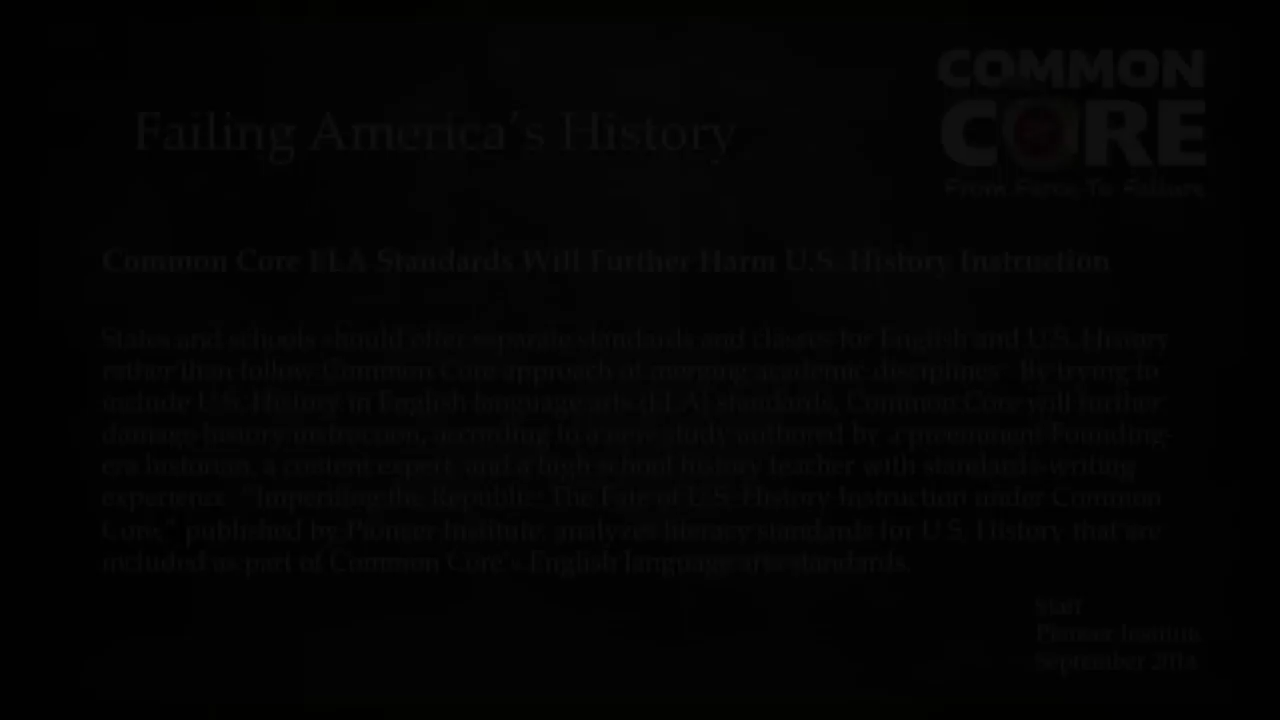 COMMON
CORE
Failing America's History
Common Core ELA Standards Will Further Harm U.S. History Instruction
States and schools should offer separate standards and classes for English and U.S. History
rather than follow Common Core approach of merging academic disciplines By trying to
include U.S. History in English language arts (ELA) standards, Common Core will further
damage history instruction, according to a new study authored by a preeminent Founding-
era historian, a content expert and a high school history teacher with standards-writing
experience. "Imperiling the Republic: The Fate of U.S. History Instruction under Common
Core," published by Pioneer Institute, analyzes literacy standards for U.S. History that are
included as part of Common Core's English language arts standards.
Staff
Pioneer Institute
September 2014